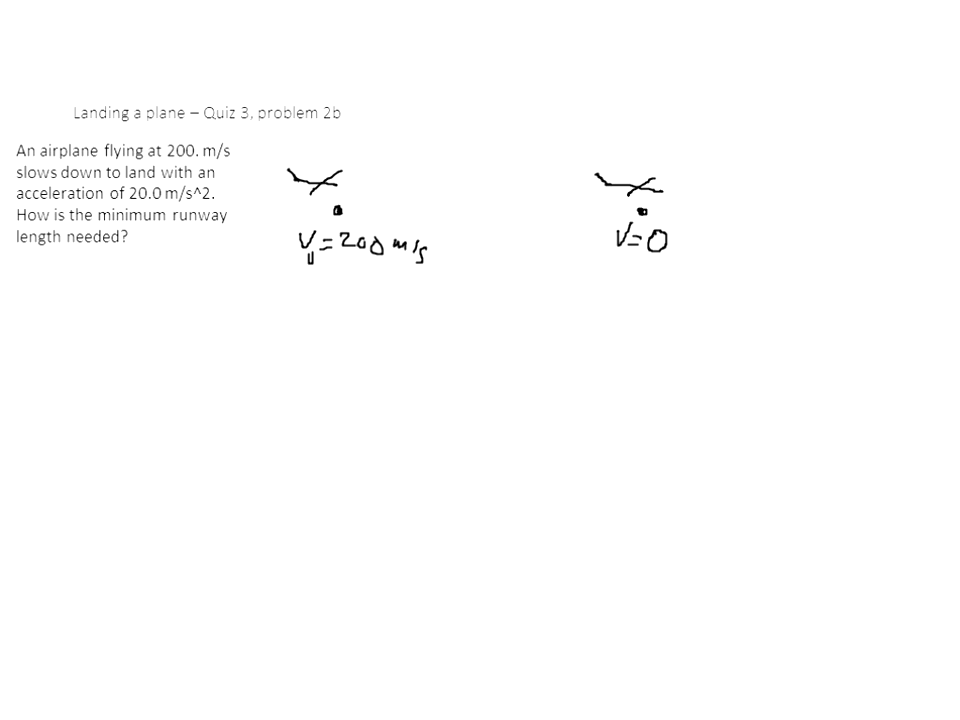 Landing a plane – Quiz 3, problem 2b
An airplane flying at 200. m/s
slows down to land with an
acceleration of 20.0 m/s^2.
How is the minimum runway
length needed?
V₀ = 200 m/s
V=0